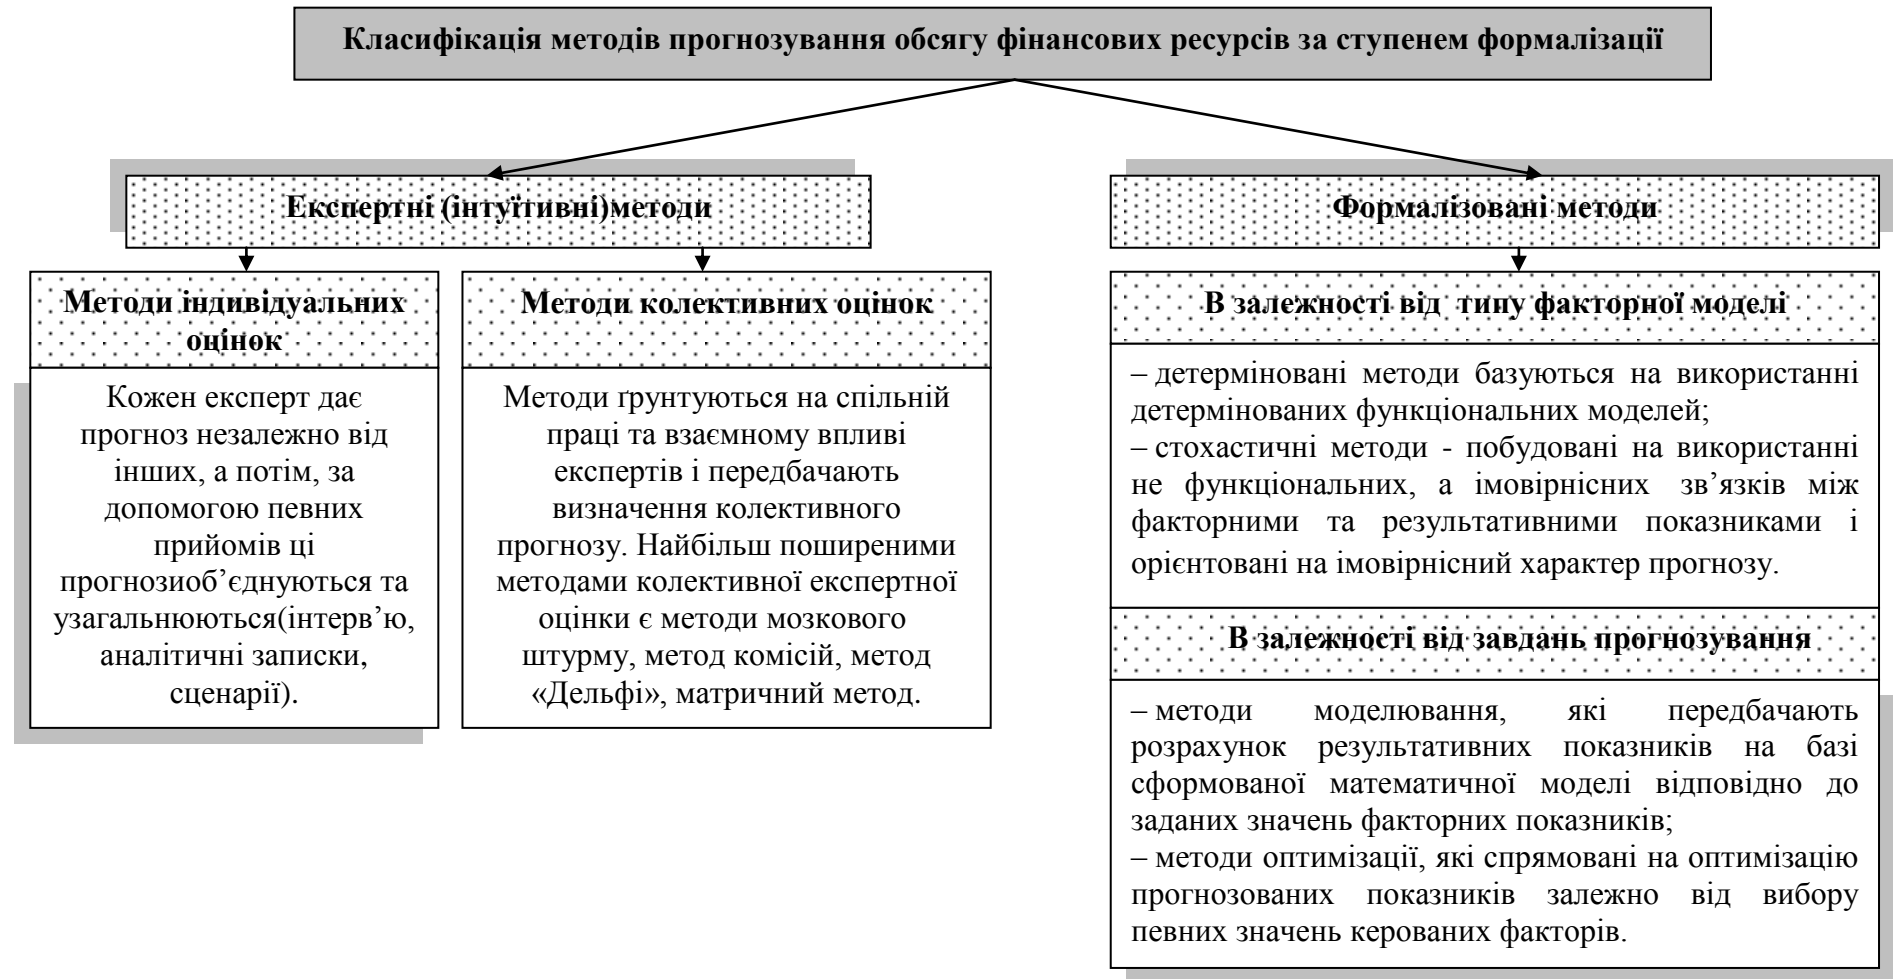 Класифікація методів прогнозування обсягу фінансових ресурсів за ступенем формалізації
Експертні (інтуїтивні)методи
Методи індивідуальних
оцінок
Кожен експерт дає
прогноз незалежно від
інших, а потім, за
допомогою певних
прийомів ці
прогнозиоб’єднуються та
узагальнюються(інтерв’ю,
аналітичні записки,
сценарії).
Методи колективних оцінок
Методи ґрунтуються на спільній
праці та взаємному впливі
експертів і передбачають
визначення колективного
прогнозу. Найбільш поширеними
методами колективної експертної
оцінки є методи мозкового
штурму, метод комісій, метод
«Дельфі», матричний метод.
Формалізовані методи
В залежності від типу факторної моделі
– детерміновані методи базуються на використанні
детермінованих функціональних моделей;
– стохастичні методи - побудовані на використанні
не функціональних, а імовірнісних зв’язків між
факторними та результативними показниками і
орієнтовані на імовірнісний характер прогнозу.
В залежності від завдань прогнозування
– методи моделювання, які передбачають
розрахунок результативних показників на базі
сформованої математичної моделі відповідно до
заданих значень факторних показників;
– методи оптимізації, які спрямовані на оптимізацію
прогнозованих показників залежно від вибору
певних значень керованих факторів.